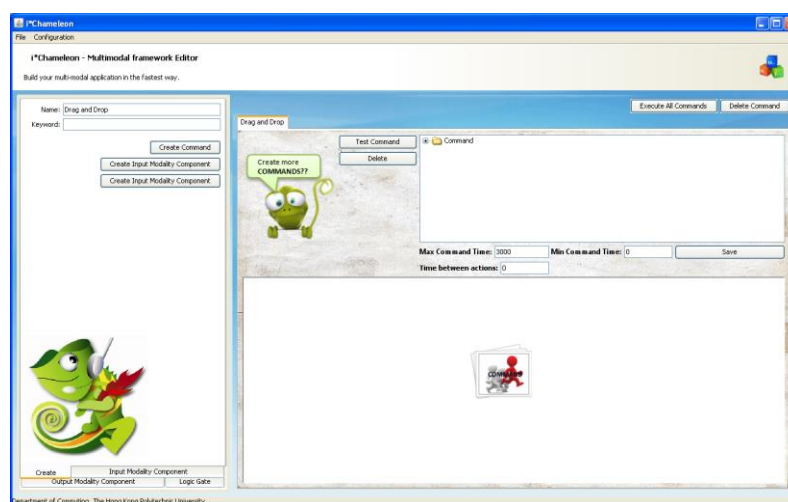 i*Chameleon
File Configuration
i*Chameleon - Multimodal framework Editor
Build your multi-modal application in the fastest way.
Execute All Commands Delete Command
Name: Drag and Drop
Keyword:
Create Command
Create Input Modality Component
Create Input Modality Component
Drag and Drop
Test Command
Delete
Command
Create more
COMMANDS??
Max Command Time: 3000 Min Command Time: 0 Save
Time between actions: 0
COMMAND
Create Input Modality Component
Output Modality Component Logic Gate
Department of Computing, The Hong Kong Polytechnic University